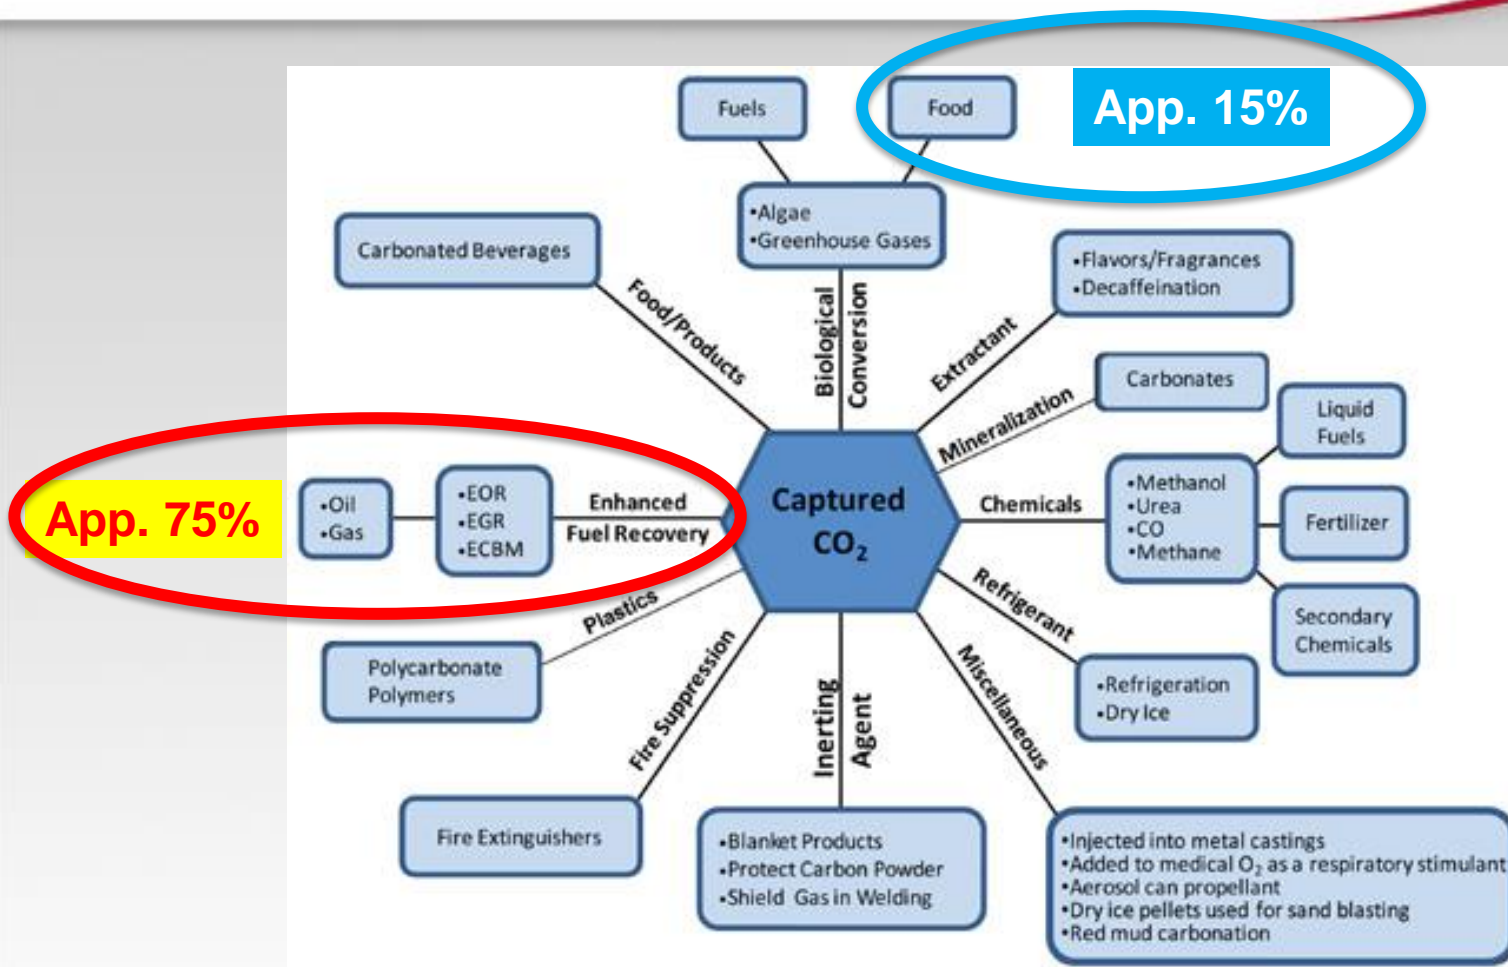 App. 15%
Fuels
Food
•Algae
•Greenhouse Gases
Carbonated Beverages
•Flavors/Fragrances
•Decaffeination
Food/Products
Biological
Conversion
Extractant
Mineralization
Carbonates
Liquid
Fuels
App. 75%
•Oil
•Gas
•EOR
•EGR
•ECBM
Enhanced
Fuel Recovery
Captured
CO₂
Chemicals
•Methanol
•Urea
•CO
•Methane
Fertilizer
Secondary
Chemicals
Plastics
Polycarbonate
Polymers
Refrigerant
•Refrigeration
•Dry Ice
Fire Suppression
Fire Extinguishers
Inerting
Agent
•Blanket Products
•Protect Carbon Powder
•Shield Gas in Welding
Miscellaneous
•Injected into metal castings
•Added to medical O₂ as a respiratory stimulant
•Aerosol can propellant
•Dry ice pellets used for sand blasting
•Red mud carbonation